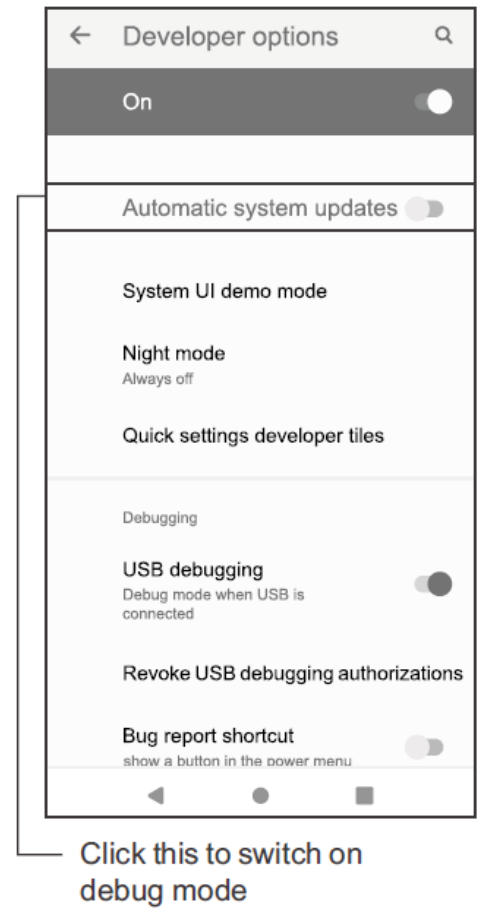 Developer options
On
Automatic system updates
System UI demo mode
Night mode
Always off
Quick settings developer tiles
Debugging
USB debugging
Debug mode when USB is
connected
Revoke USB debugging authorizations
Bug report shortcut
show a button in the power menu
Click this to switch on
debug mode